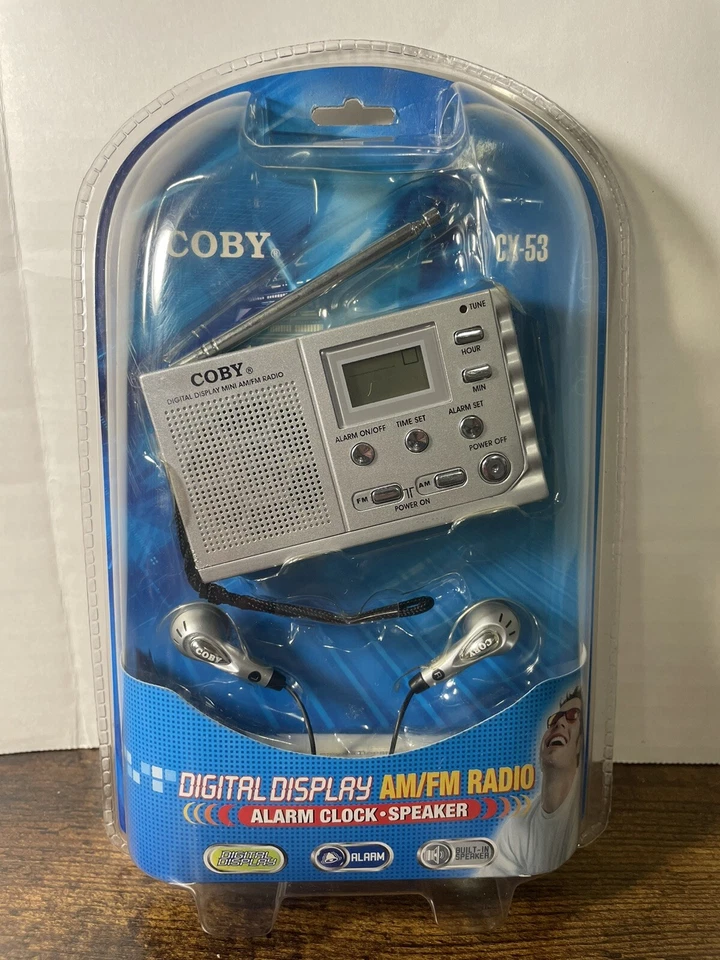 COBY®
CX-53
TUNE
COBY®
DIGITAL DISPLAY MINI AM/FM RADIO
HOUR
MIN
ALARM ON/OFF
TIME SET
ALARM SET
POWER OFF
FM
AM
POWER ON
COBY
COBY
DIGITAL DISPLAY AM/FM RADIO
ALARM CLOCK • SPEAKER
DIGITAL DISPLAY
ALARM
BUILT-IN SPEAKER